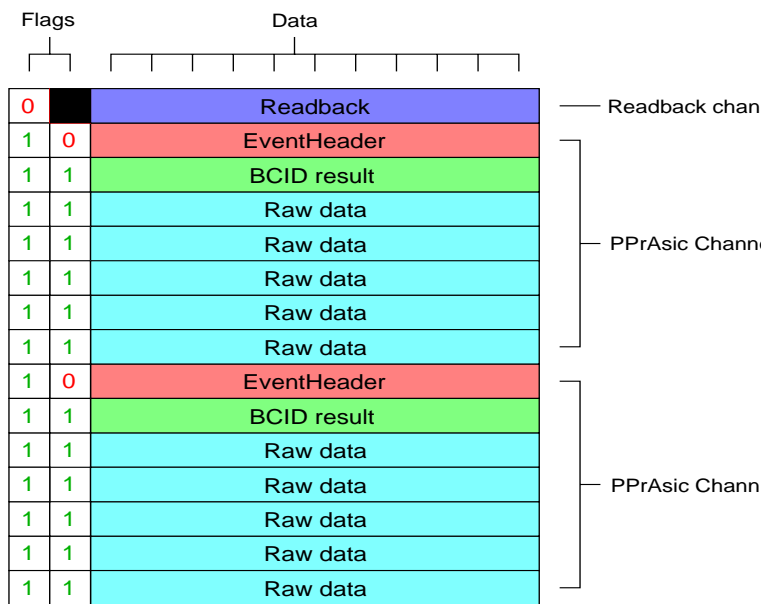 Flags Data
0 Readback Readback chan
1 0 EventHeader
1 1 BCID result
1 1 Raw data
1 1 Raw data PPrAsic Channe
1 1 Raw data
1 1 Raw data
1 1 Raw data
1 0 EventHeader
1 1 BCID result
1 1 Raw data
1 1 Raw data PPrAsic Chann
1 1 Raw data
1 1 Raw data
1 1 Raw data